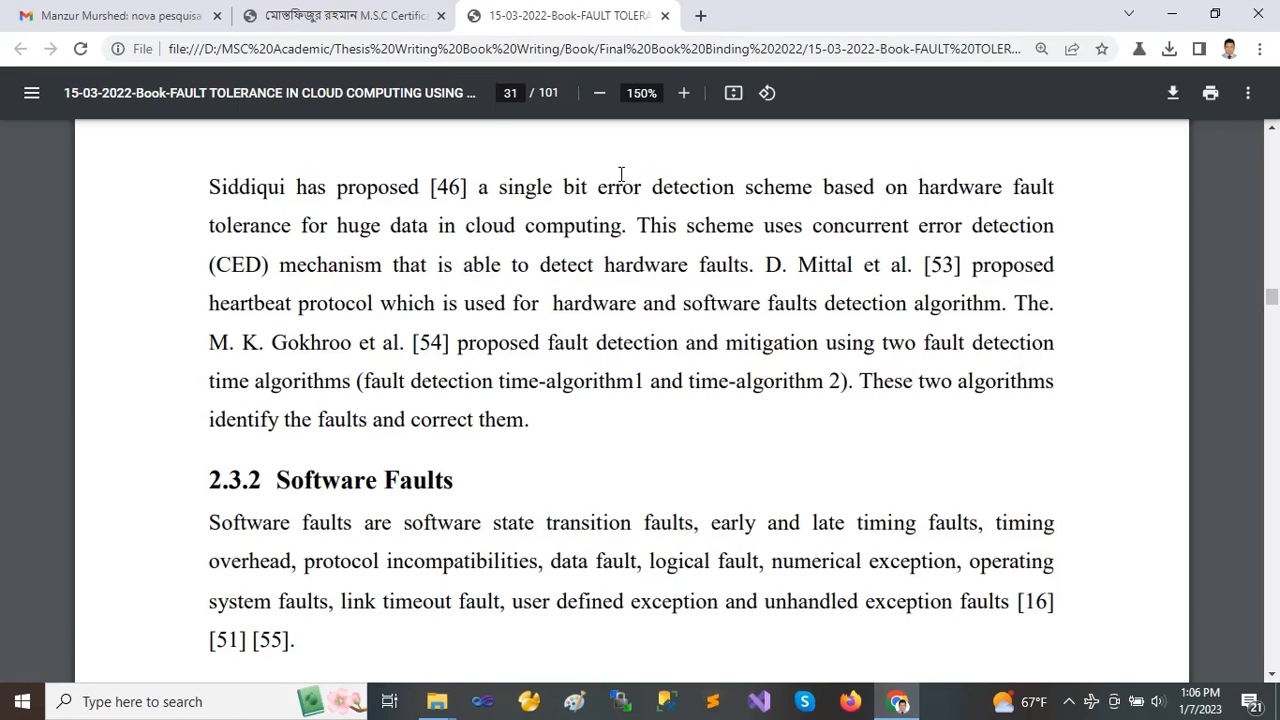 Manzur Murshed: nova pesquisa
মোস্তফিজুর রহমান M.S.C Certific
15-03-2022-Book-FAULT TOLERA
File
file:///D:/MSC%20Academic/Thesis%20Writing%20Book%20Writing/Book/Final%20Book%20Binding%202022/15-03-2022-Book-FAULT%20TOLER...
15-03-2022-Book-FAULT TOLERANCE IN CLOUD COMPUTING USING ...
31 / 101
150%
Siddiqui has proposed [46] a single bit error detection scheme based on hardware fault
tolerance for huge data in cloud computing. This scheme uses concurrent error detection
(CED) mechanism that is able to detect hardware faults. D. Mittal et al. [53] proposed
heartbeat protocol which is used for hardware and software faults detection algorithm. The.
M. K. Gokhroo et al. [54] proposed fault detection and mitigation using two fault detection
time algorithms (fault detection time-algorithm1 and time-algorithm 2). These two algorithms
identify the faults and correct them.
2.3.2 Software Faults
Software faults are software state transition faults, early and late timing faults, timing
overhead, protocol incompatibilities, data fault, logical fault, numerical exception, operating
system faults, link timeout fault, user defined exception and unhandled exception faults [16]
[51] [55].
Type here to search
67°F
1:06 PM
1/7/2023
21